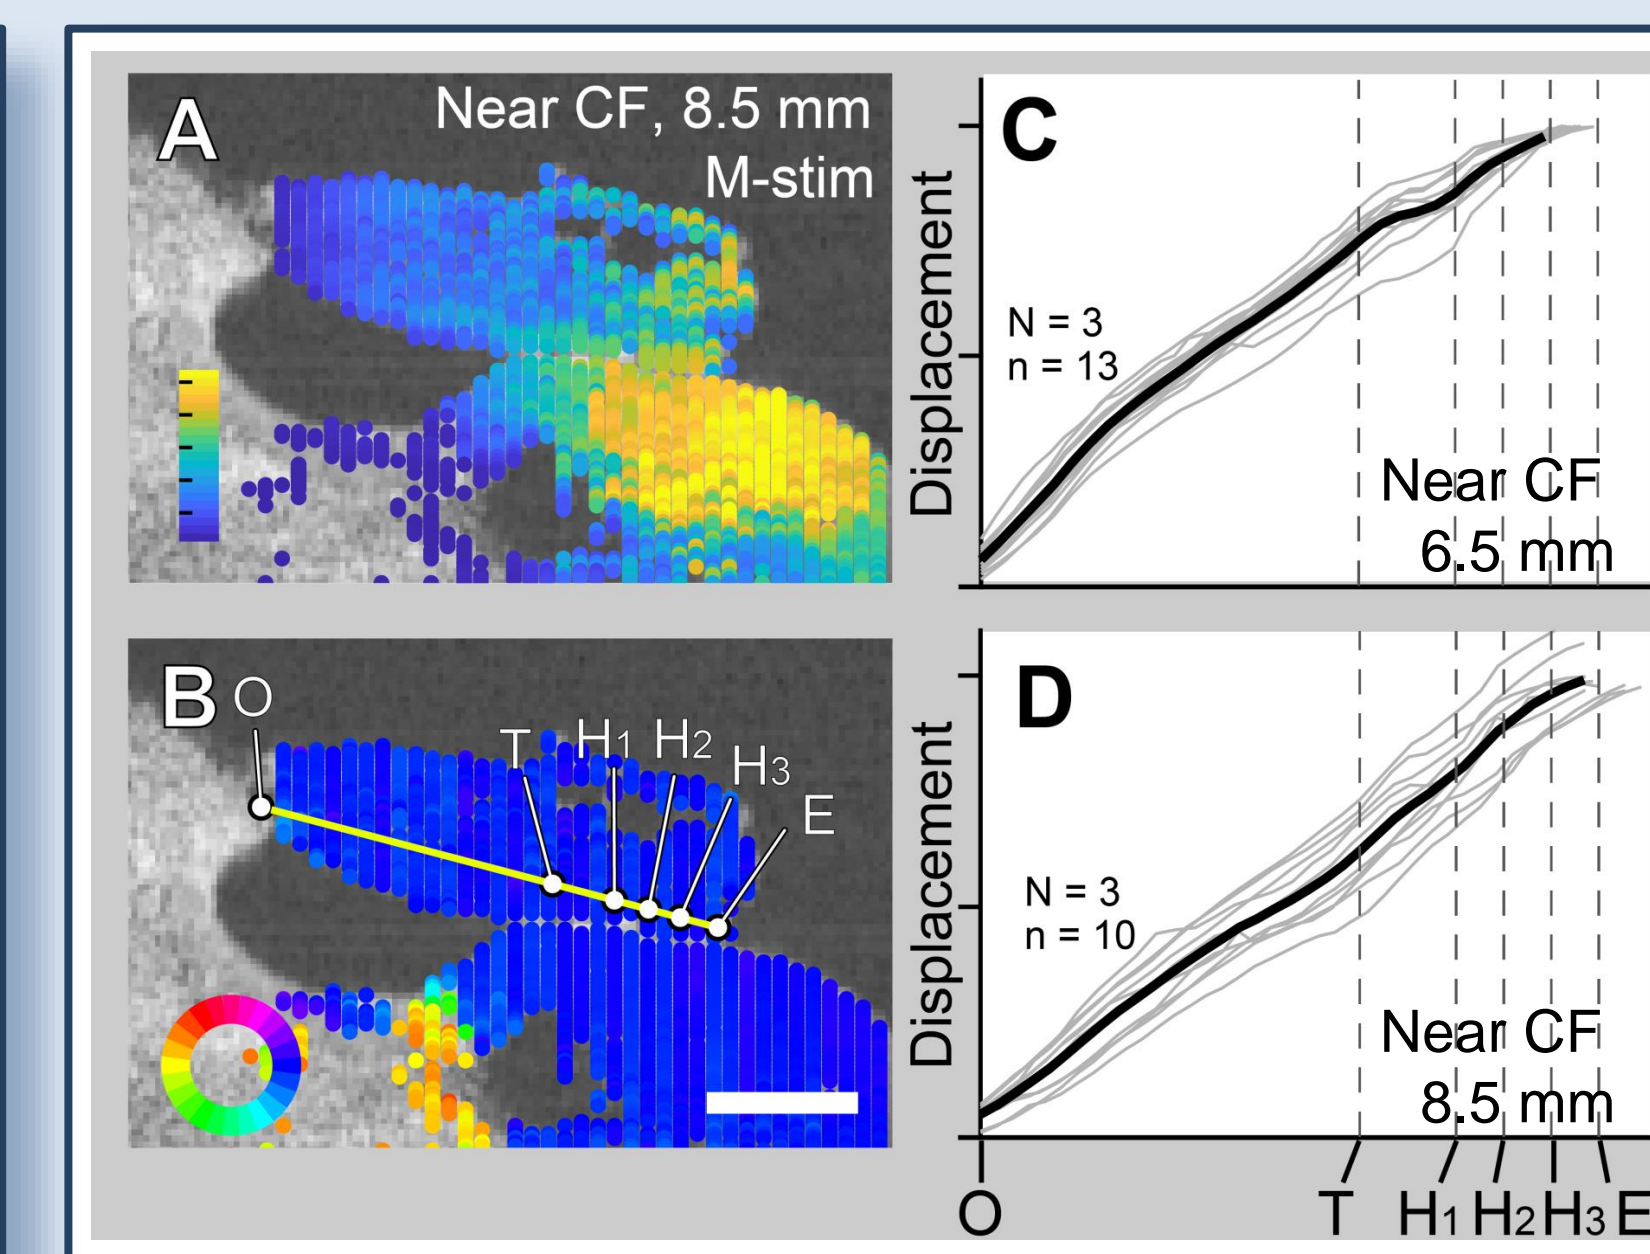 A
Near CF, 8.5 mm
M-stim
B
O
T
H1
H2
H3
E
C
Displacement
N = 3
n = 13
Near CF
6.5 mm
D
Displacement
N = 3
n = 10
Near CF
8.5 mm
O T H1 H2 H3 E